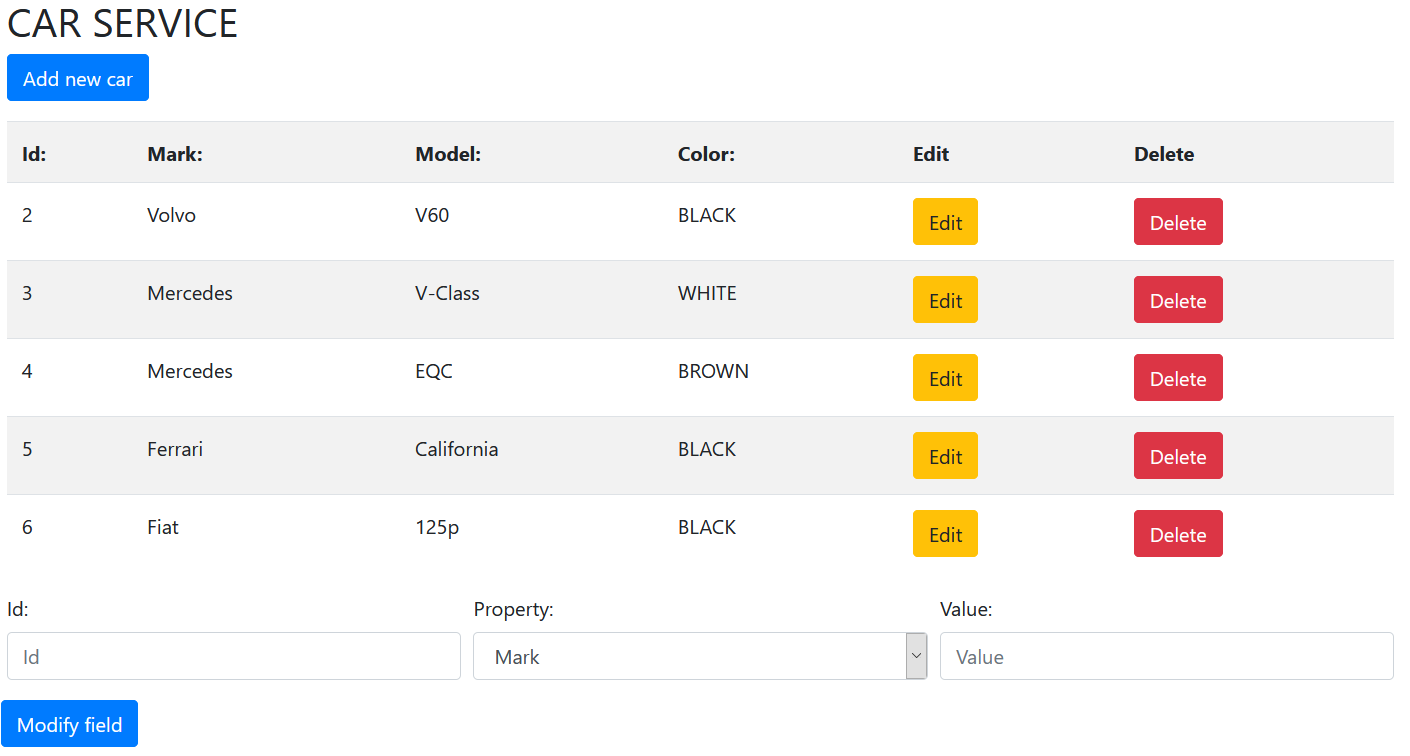 CAR SERVICE
Add new car
Id: Mark: Model: Color: Edit Delete
2 Volvo V60 BLACK Edit Delete
3 Mercedes V-Class WHITE Edit Delete
4 Mercedes EQC BROWN Edit Delete
5 Ferrari California BLACK Edit Delete
6 Fiat 125p BLACK Edit Delete
Id: Property: Value:
Id Mark Value
Modify field